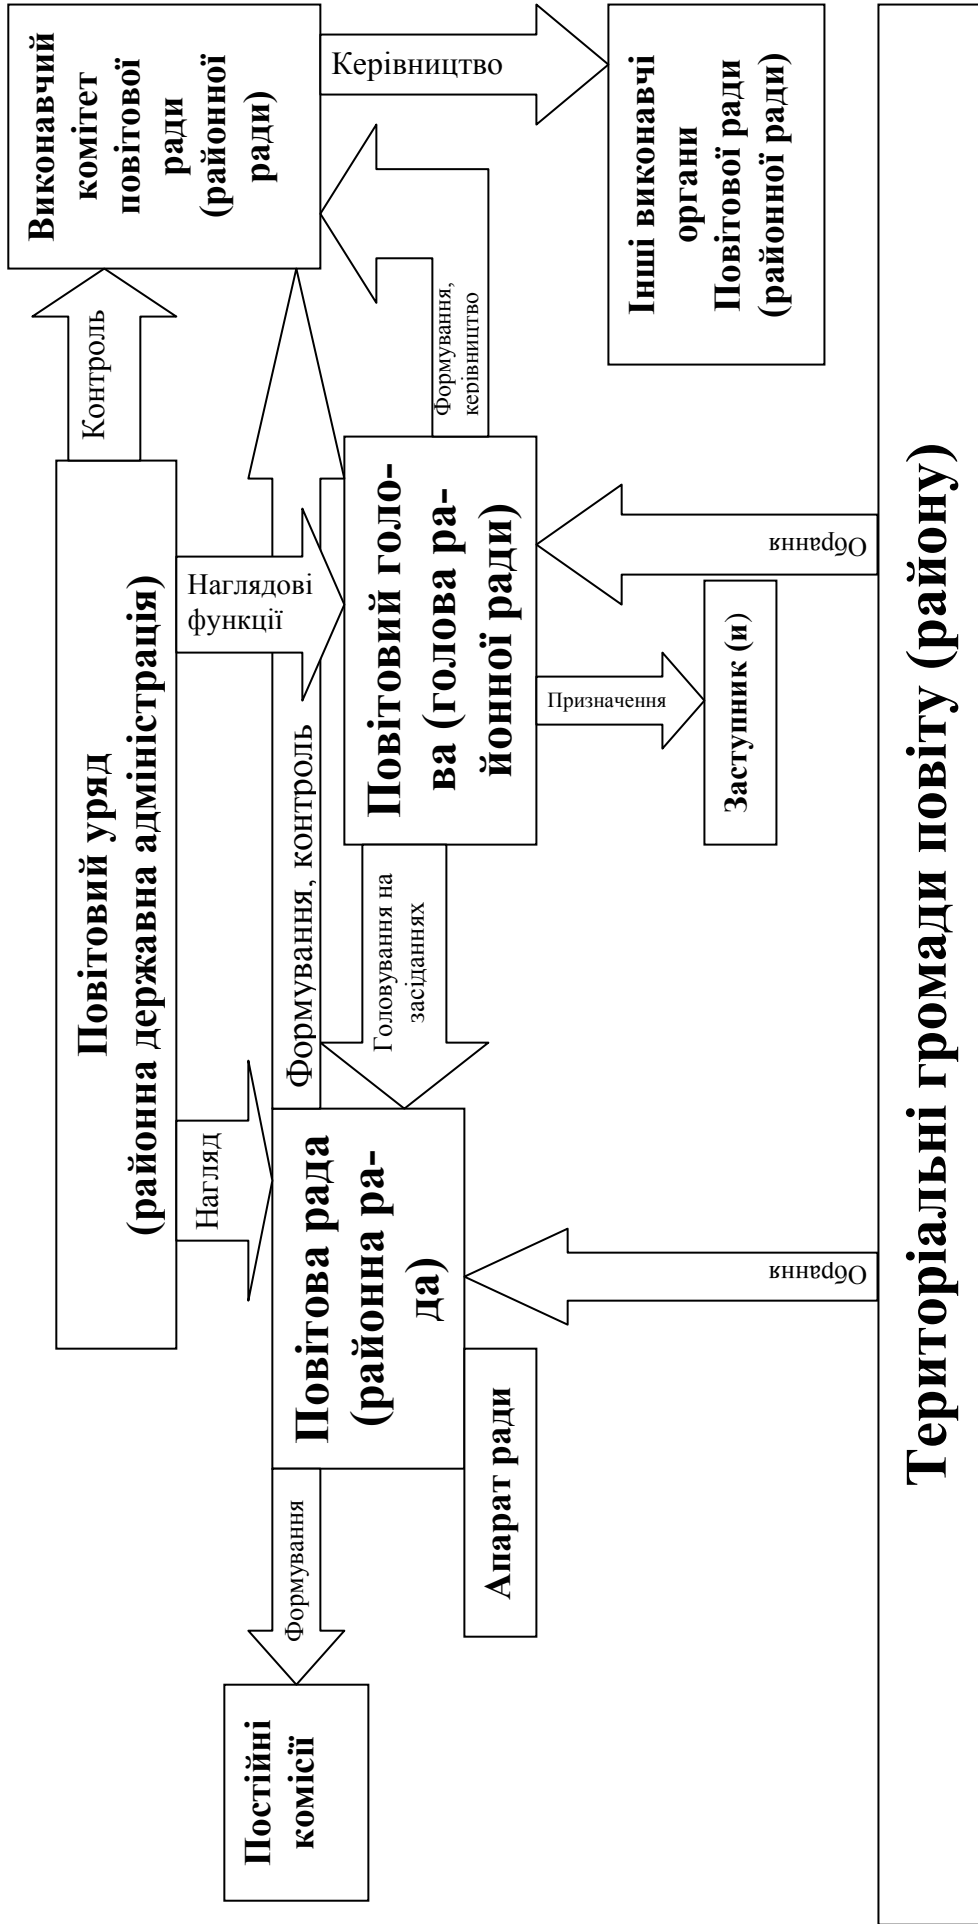 Повітовий уряд
(районна державна адміністрація)
Контроль
Виконавчий
комітет
повітової
ради
(районної
ради)
Нагляд
Наглядові
функції
Керівництво
Формування, контроль
Постійні
комісії
Формування
Повітова рада
(районна ра-
да)
Головування на
засіданнях
Повітовий голо-
ва (голова ра-
йонної ради)
Формування,
керівництво
Апарат ради
Призначення
Заступник (и)
Інші виконавчі
органи
Повітової ради
(районної ради)
Обрання
Обрання
Територіальні громади повіту (району)